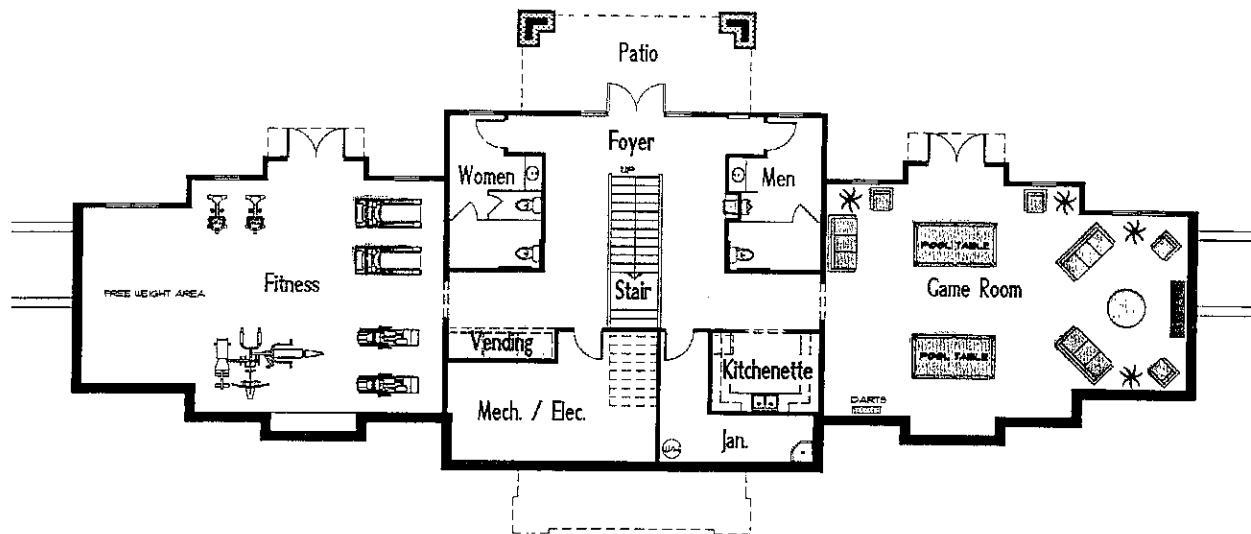 Patio
Foyer
UP
Women
Men
POOL TABLE
Fitness
FREE WEIGHT AREA
Stair
Game Room
Vending
POOL TABLE
Kitchenette
DARTS
Mech. / Elec.
Jan.